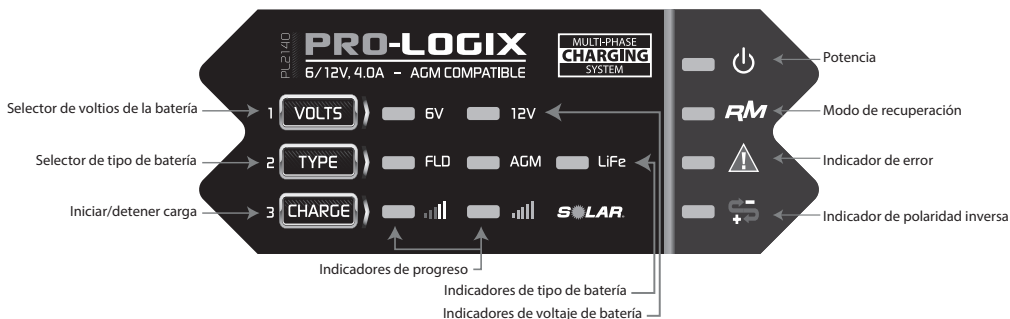 PL2140
PRO-LOGIX
6/12V, 4.0A – AGM COMPATIBLE
MULTI-PHASE
CHARGING
SYSTEM
Potencia
Selector de voltios de la batería
1 VOLTS 6V 12V
RM
Modo de recuperación
Selector de tipo de batería
2 TYPE FLD AGM LiFe
Indicador de error
Iniciar/detener carga
3 CHARGE SOLAR.
Indicador de polaridad inversa
Indicadores de progreso
Indicadores de tipo de batería
Indicadores de voltaje de batería